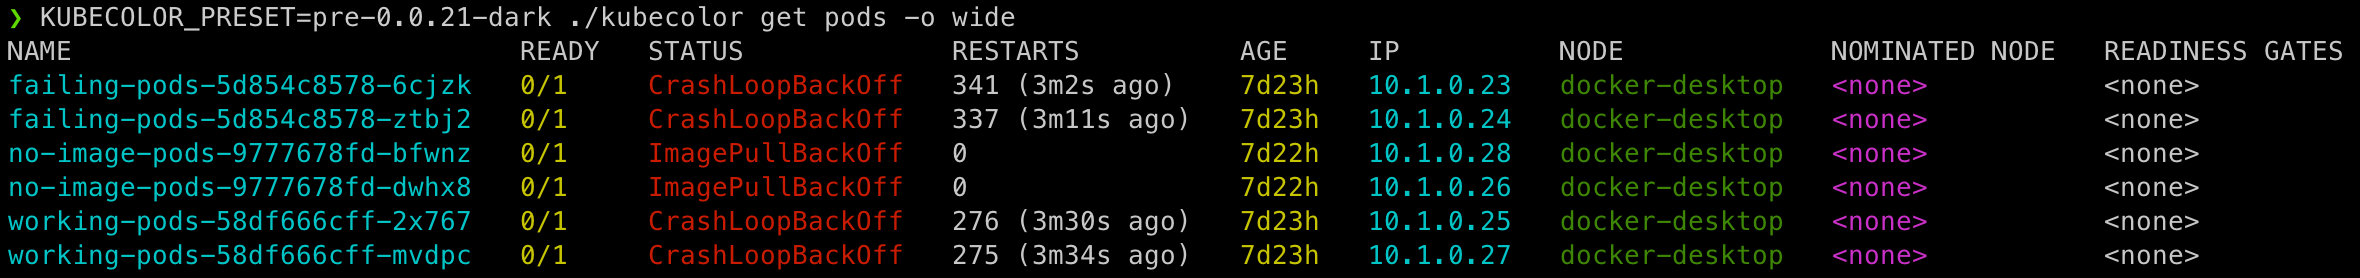 ❯ KUBECOLOR_PRESET=pre-0.0.21-dark ./kubecolor get pods -o wide
NAME READY STATUS RESTARTS AGE IP NODE NOMINATED NODE READINESS GATES
failing-pods-5d854c8578-6cjzk 0/1 CrashLoopBackOff 341 (3m2s ago) 7d23h 10.1.0.23 docker-desktop <none> <none>
failing-pods-5d854c8578-ztbj2 0/1 CrashLoopBackOff 337 (3m11s ago) 7d23h 10.1.0.24 docker-desktop <none> <none>
no-image-pods-9777678fd-bfwnz 0/1 ImagePullBackOff 0 7d22h 10.1.0.28 docker-desktop <none> <none>
no-image-pods-9777678fd-dwhx8 0/1 ImagePullBackOff 0 7d22h 10.1.0.26 docker-desktop <none> <none>
working-pods-58df666cff-2x767 0/1 CrashLoopBackOff 276 (3m30s ago) 7d23h 10.1.0.25 docker-desktop <none> <none>
working-pods-58df666cff-mvdpc 0/1 CrashLoopBackOff 275 (3m34s ago) 7d23h 10.1.0.27 docker-desktop <none> <none>